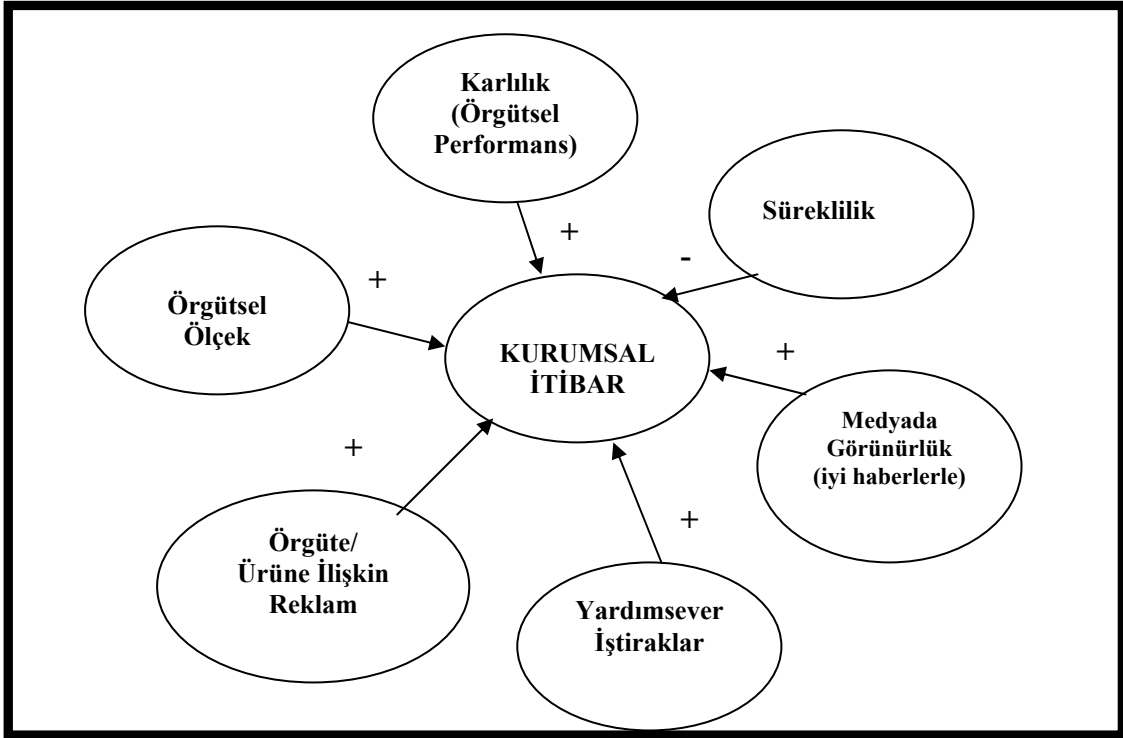 Karlılık
(Örgütsel
Performans)
+
Süreklilik
-
Örgütsel
Ölçek
+
KURUMSAL
İTİBAR
+
Medyada
Görünürlük
(iyi haberlerle)
+
Örgüte/
Ürüne İlişkin
Reklam
+
Yardımsever
İştiraklar